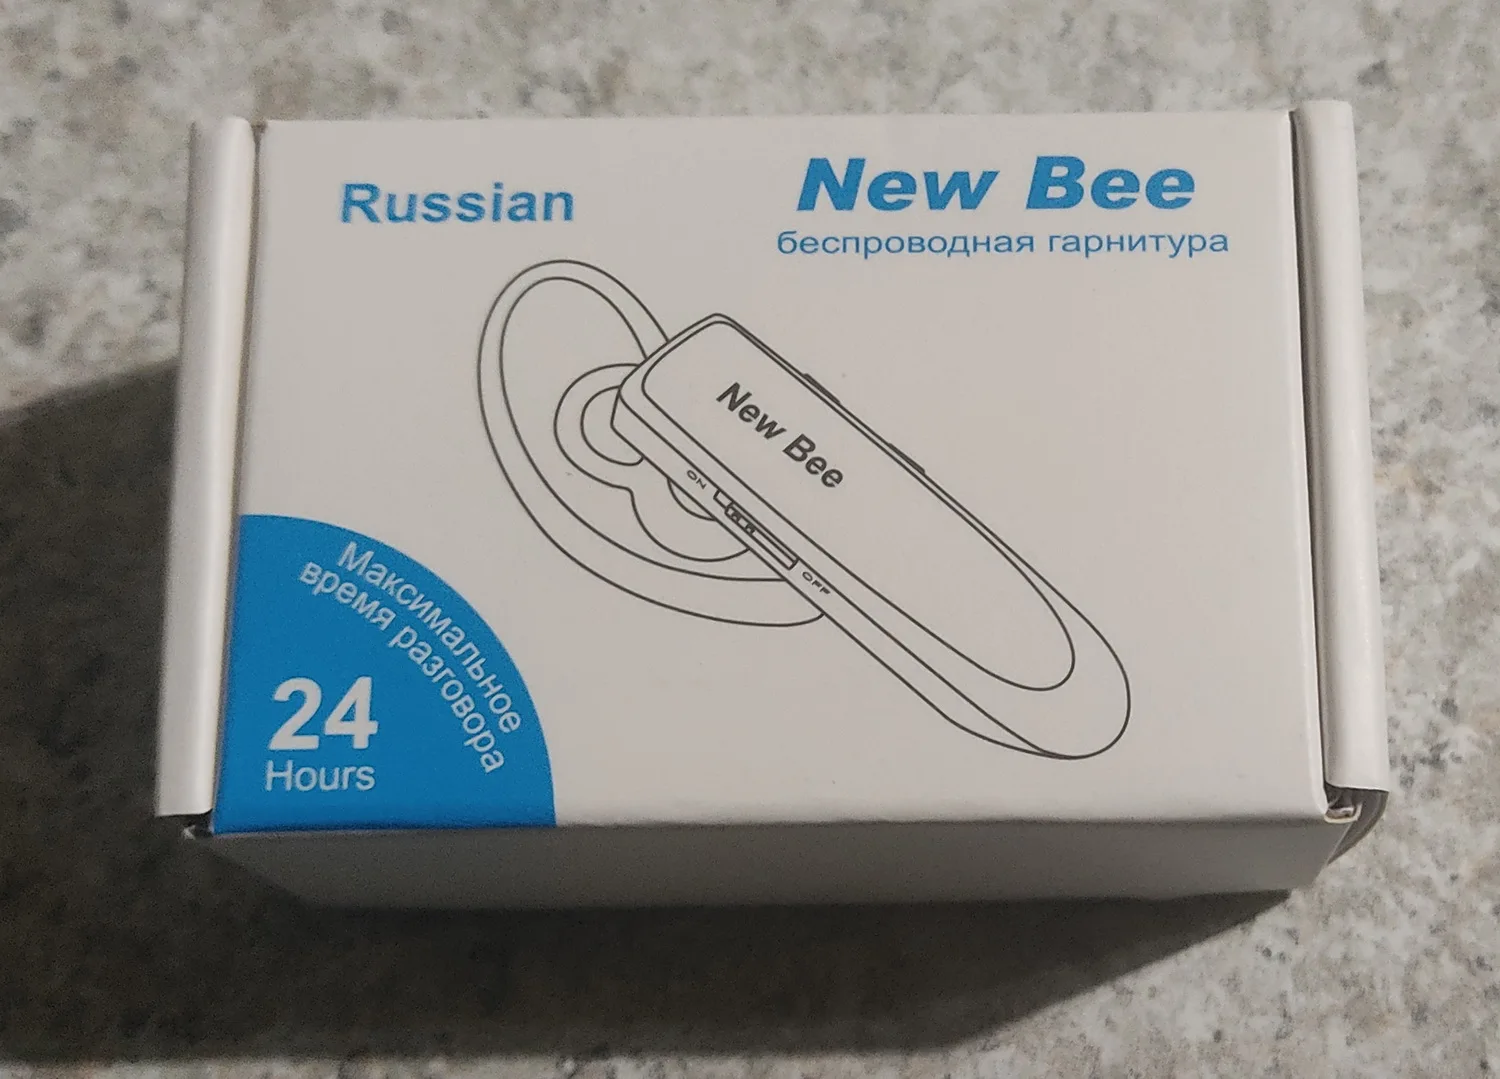 Russian
New Bee
беспроводная гарнитура
New Bee
ON
OFF
Максимальное
время разговора
24
Hours